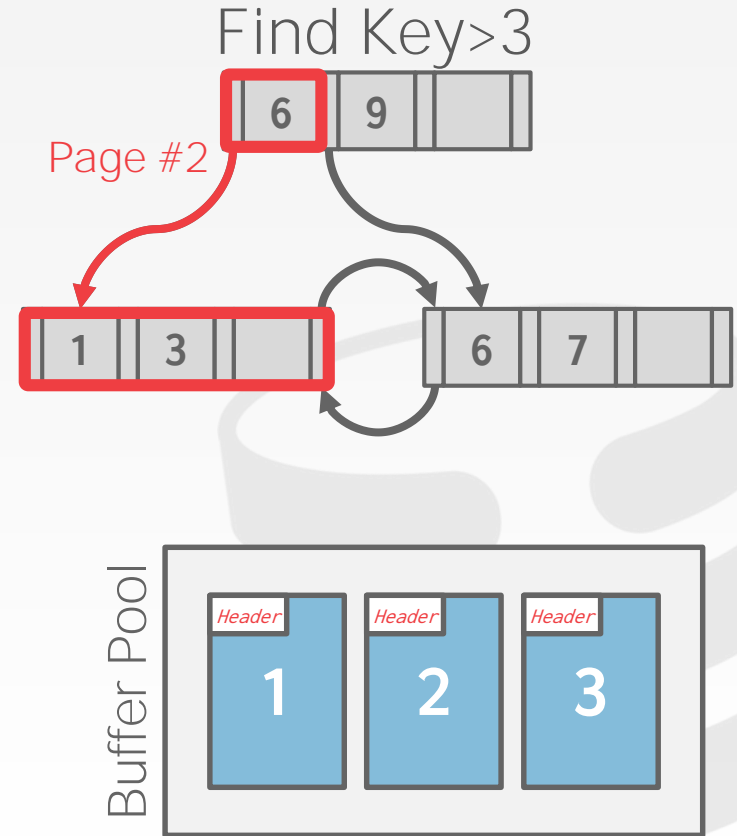 Find Key>3
6 9
Page #2
1 3
6 7
Buffer Pool
Header Header Header
1 2 3